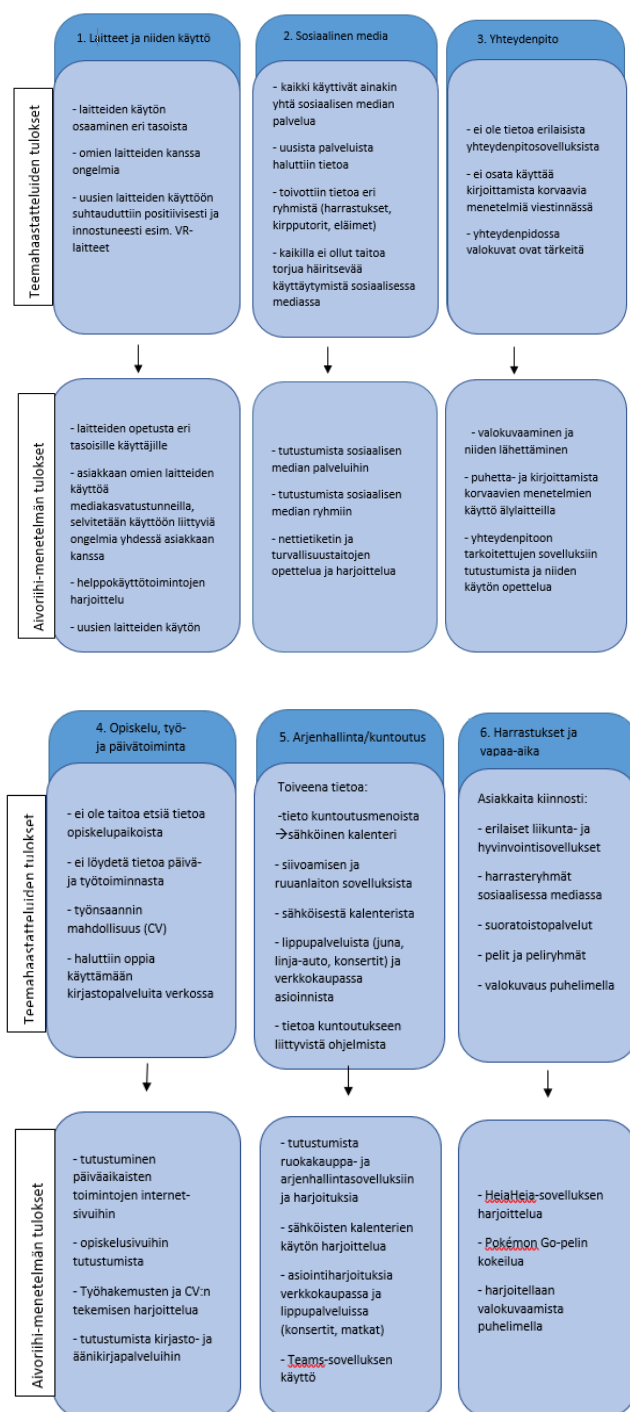 1. Laitteet ja niiden käyttö
2. Sosiaalinen media
3. Yhteydenpito
Teemahaastatteluiden tulokset
- laitteiden käytön
osaaminen eri tasoista
- omien laitteiden kanssa
ongelmia
- uusien laitteiden käyttöön
suhtauduttiin positiivisesti ja
innostuneesti esim. VR-
laitteet
- kaikki käyttivät ainakin
yhtä sosiaalisen median
palvelua
- uusista palveluista
haluttiin tietoa
- toivottiin tietoa eri
ryhmistä (harrastukset,
kirpputorit, eläimet)
- kaikilla ei ollut taitoa
torjua häiritsevää
käyttäytymistä sosiaalisessa
mediassa
- ei ole tietoa erilaisista
yhteydenpitosovelluksista
- ei osata käyttää
kirjoittamista korvaavia
menetelmiä viestinnässä
- yhteydenpidossa
valokuvat ovat tärkeitä
Aivoriihi-menetelmän tulokset
- laitteiden opetusta eri
tasoisille käyttäjille
- asiakkaan omien laitteiden
käyttöä
mediakasvatustunneilla,
selvitetään käyttöön liittyviä
ongelmia yhdessä asiakkaan
kanssa
- helppokäyttötoimintojen
harjoittelu
- uusien laitteiden käytön
- tutustumista sosiaalisen
median palveluihin
- tutustumista sosiaalisen
median ryhmiin
- nettietiketin ja
turvallisuustaitojen
opettelua ja harjoittelua
- valokuvaaminen ja
niiden lähettäminen
- puhetta- ja kirjoittamista
korvaavien menetelmien
käyttö älylaitteilla
- yhteydenpitoon
tarkoitettujen sovelluksiin
tutustumista ja niiden
käytön opettelua
4. Opiskelu, työ-
ja päivätoiminta
5. Arjenhallinta/kuntoutus
6. Harrastukset ja
vapaa-aika
Teemahaastatteluiden tulokset
- ei ole taitoa etsiä tietoa
opiskelupaikoista
- ei löydetä tietoa päivä-
ja työtoiminnasta
- työnsaannin
mahdollisuus (CV)
- haluttiin oppia
käyttämään
kirjastopalveluita verkossa
Toiveena tietoa:
-tieto kuntoutusmenoista
→sähköinen kalenteri
- siivoamisen ja
ruuanlaiton sovelluksista
- sähköisestä kalenterista
- lippupalveluista (juna,
linja-auto, konsertit) ja
verkkokaupassa
asioinnista
- tietoa kuntoutukseen
liittyvistä ohjelmista
Asiakkaita kiinnosti:
- erilaiset liikunta- ja
hyvinvointisovellukset
- harrasteryhmät
sosiaalisessa mediassa
- suoratoistopalvelut
- pelit ja peliryhmät
- valokuvaus puhelimella
Aivoriihi-menetelmän tulokset
- tutustuminen
päiväaikaisten
toimintojen internet-
sivuihin
- opiskelusivuihin
tutustumista
- Työhakemusten ja CV:n
tekemisen harjoittelua
- tutustumista kirjasto- ja
äänikirjapalveluihin
- tutustumista
ruokakauppa- ja
arjenhallintasovelluksiin
ja harjoituksia
- sähköisten kalenterien
käytön harjoittelua
- asiointiharjoituksia
verkkokaupassa ja
lippupalveluissa
(konsertit, matkat)
- Teams-sovelluksen
käyttö
- HeiaHeia-sovelluksen
harjoittelua
- Pokémon Go-pelin
kokeilua
- harjoitellaan
valokuvaamista
puhelimella